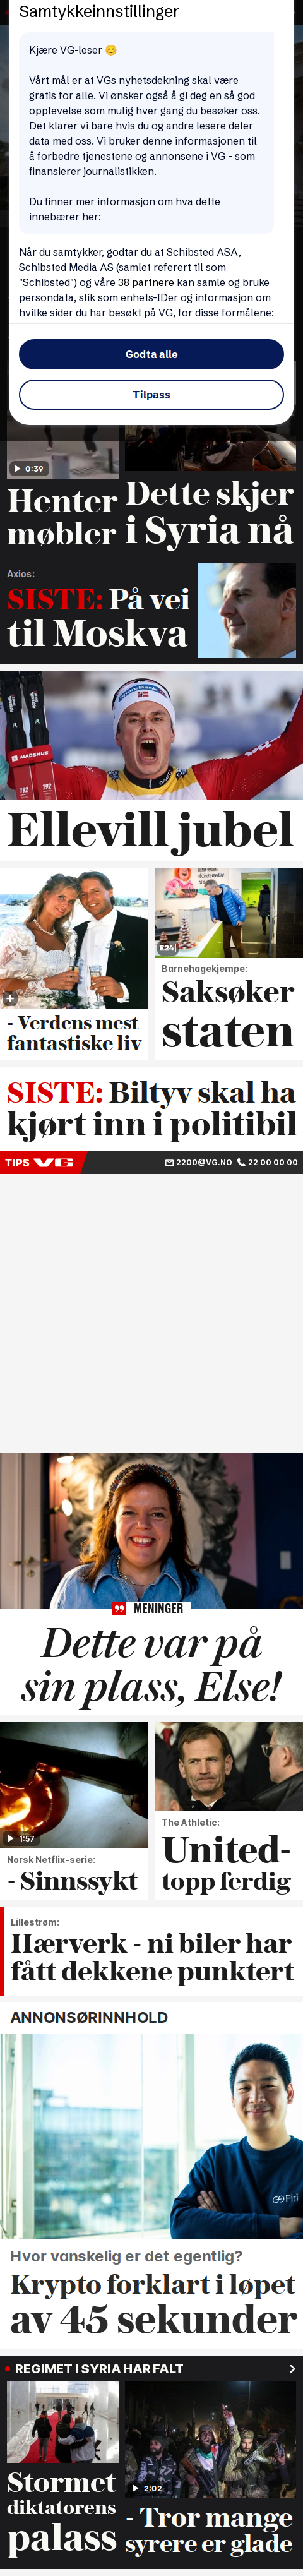 Samtykkeinnstillinger
Kjære VG-leser 😊
Vårt mål er at VGs nyhetsdekning skal være
gratis for alle. Vi ønsker også å gi deg en så god
opplevelse som mulig hver gang du besøker oss.
Det klarer vi bare hvis du og andre lesere deler
data med oss. Vi bruker denne informasjonen til
å forbedre tjenestene og annonsene i VG - som
finansierer journalistikken.
Du finner mer informasjon om hva dette
innebærer her:
Når du samtykker, godtar du at Schibsted ASA,
Schibsted Media AS (samlet referert til som
"Schibsted") og våre 38 partnere kan samle og bruke
persondata, slik som enhets-IDer og informasjon om
hvilke sider du har besøkt på VG, for disse formålene:
Godta alle
Tilpass
0:39
Henter
møbler
Dette skjer
i Syria nå
Axios:
SISTE: På vei
til Moskva
MADSHUS
192 192
Ellevill jubel
- Verdens mest
fantastiske liv
E24
Barnehagekjempe:
Saksøker
staten
SISTE: Biltyv skal ha
kjørt inn i politibil
TIPS VG
2200@VG.NO
22 00 00 00
MENINGER
Dette var på
sin plass, Else!
1:57
Norsk Netflix-serie:
- Sinnssykt
The Athletic:
United-
topp ferdig
Lillestrøm:
Hærverk - ni biler har
fått dekkene punktert
ANNONSØRINNHOLD
Firi
Hvor vanskelig er det egentlig?
Krypto forklart i løpet
av 45 sekunder
REGIMET I SYRIA HAR FALT
Stormet
diktatorens
palass
2:02
- Tror mange
syrere er glade